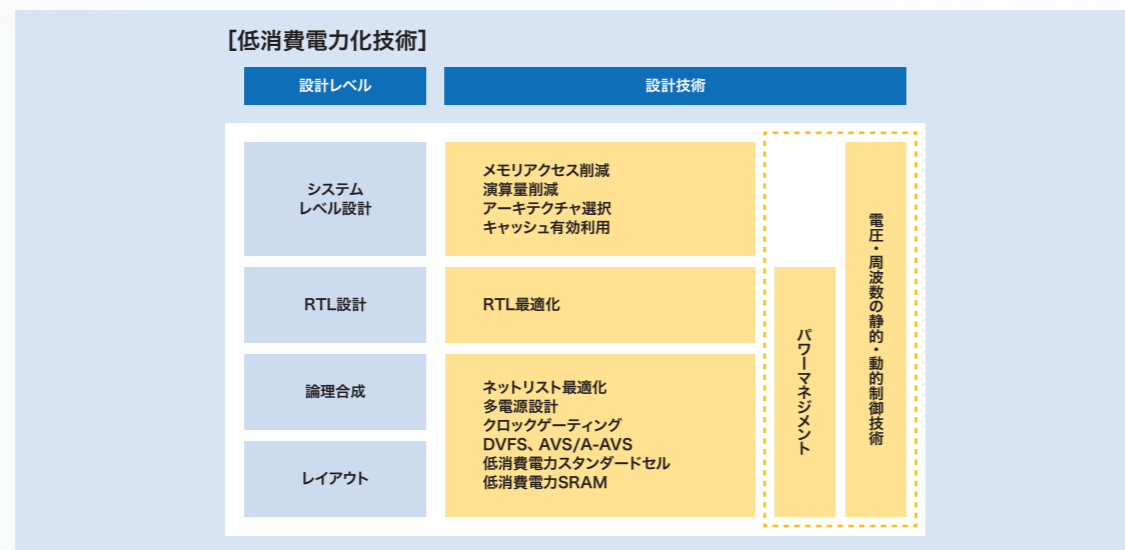 [低消費電力化技術]
設計レベル
設計技術
システム
レベル設計
メモリアクセス削減
演算量削減
アーキテクチャ選択
キャッシュ有効利用
RTL設計
RTL最適化
論理合成
レイアウト
ネットリスト最適化
多電源設計
クロックゲーティング
DVFS、AVS/A-AVS
低消費電力スタンダードセル
低消費電力SRAM
パワーマネジメント
電圧・周波数の静的・動的制御技術